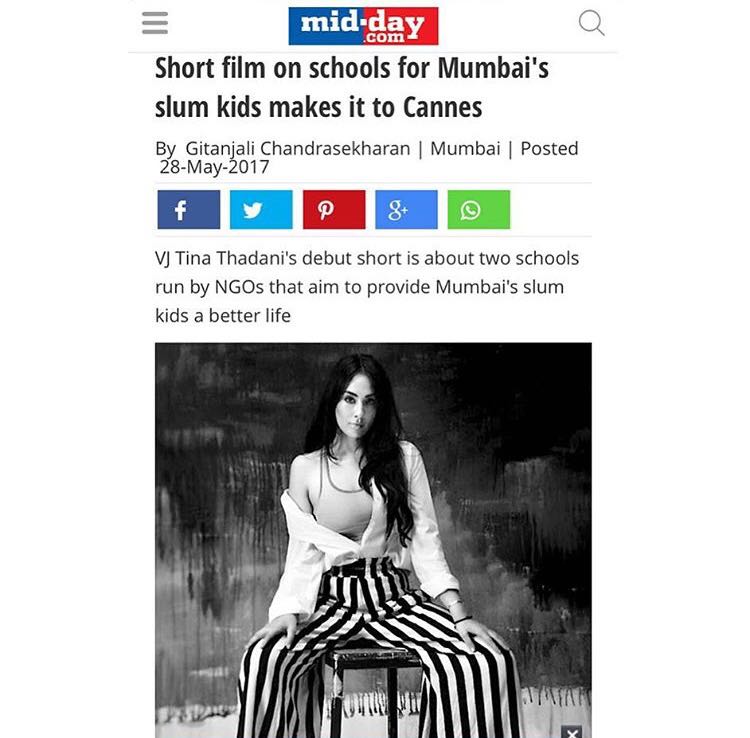 mid-day
.com
Short film on schools for Mumbai's
slum kids makes it to Cannes
By Gitanjali Chandrasekharan | Mumbai | Posted
28-May-2017
f
8+
VJ Tina Thadani's debut short is about two schools
run by NGOs that aim to provide Mumbai's slum
kids a better life